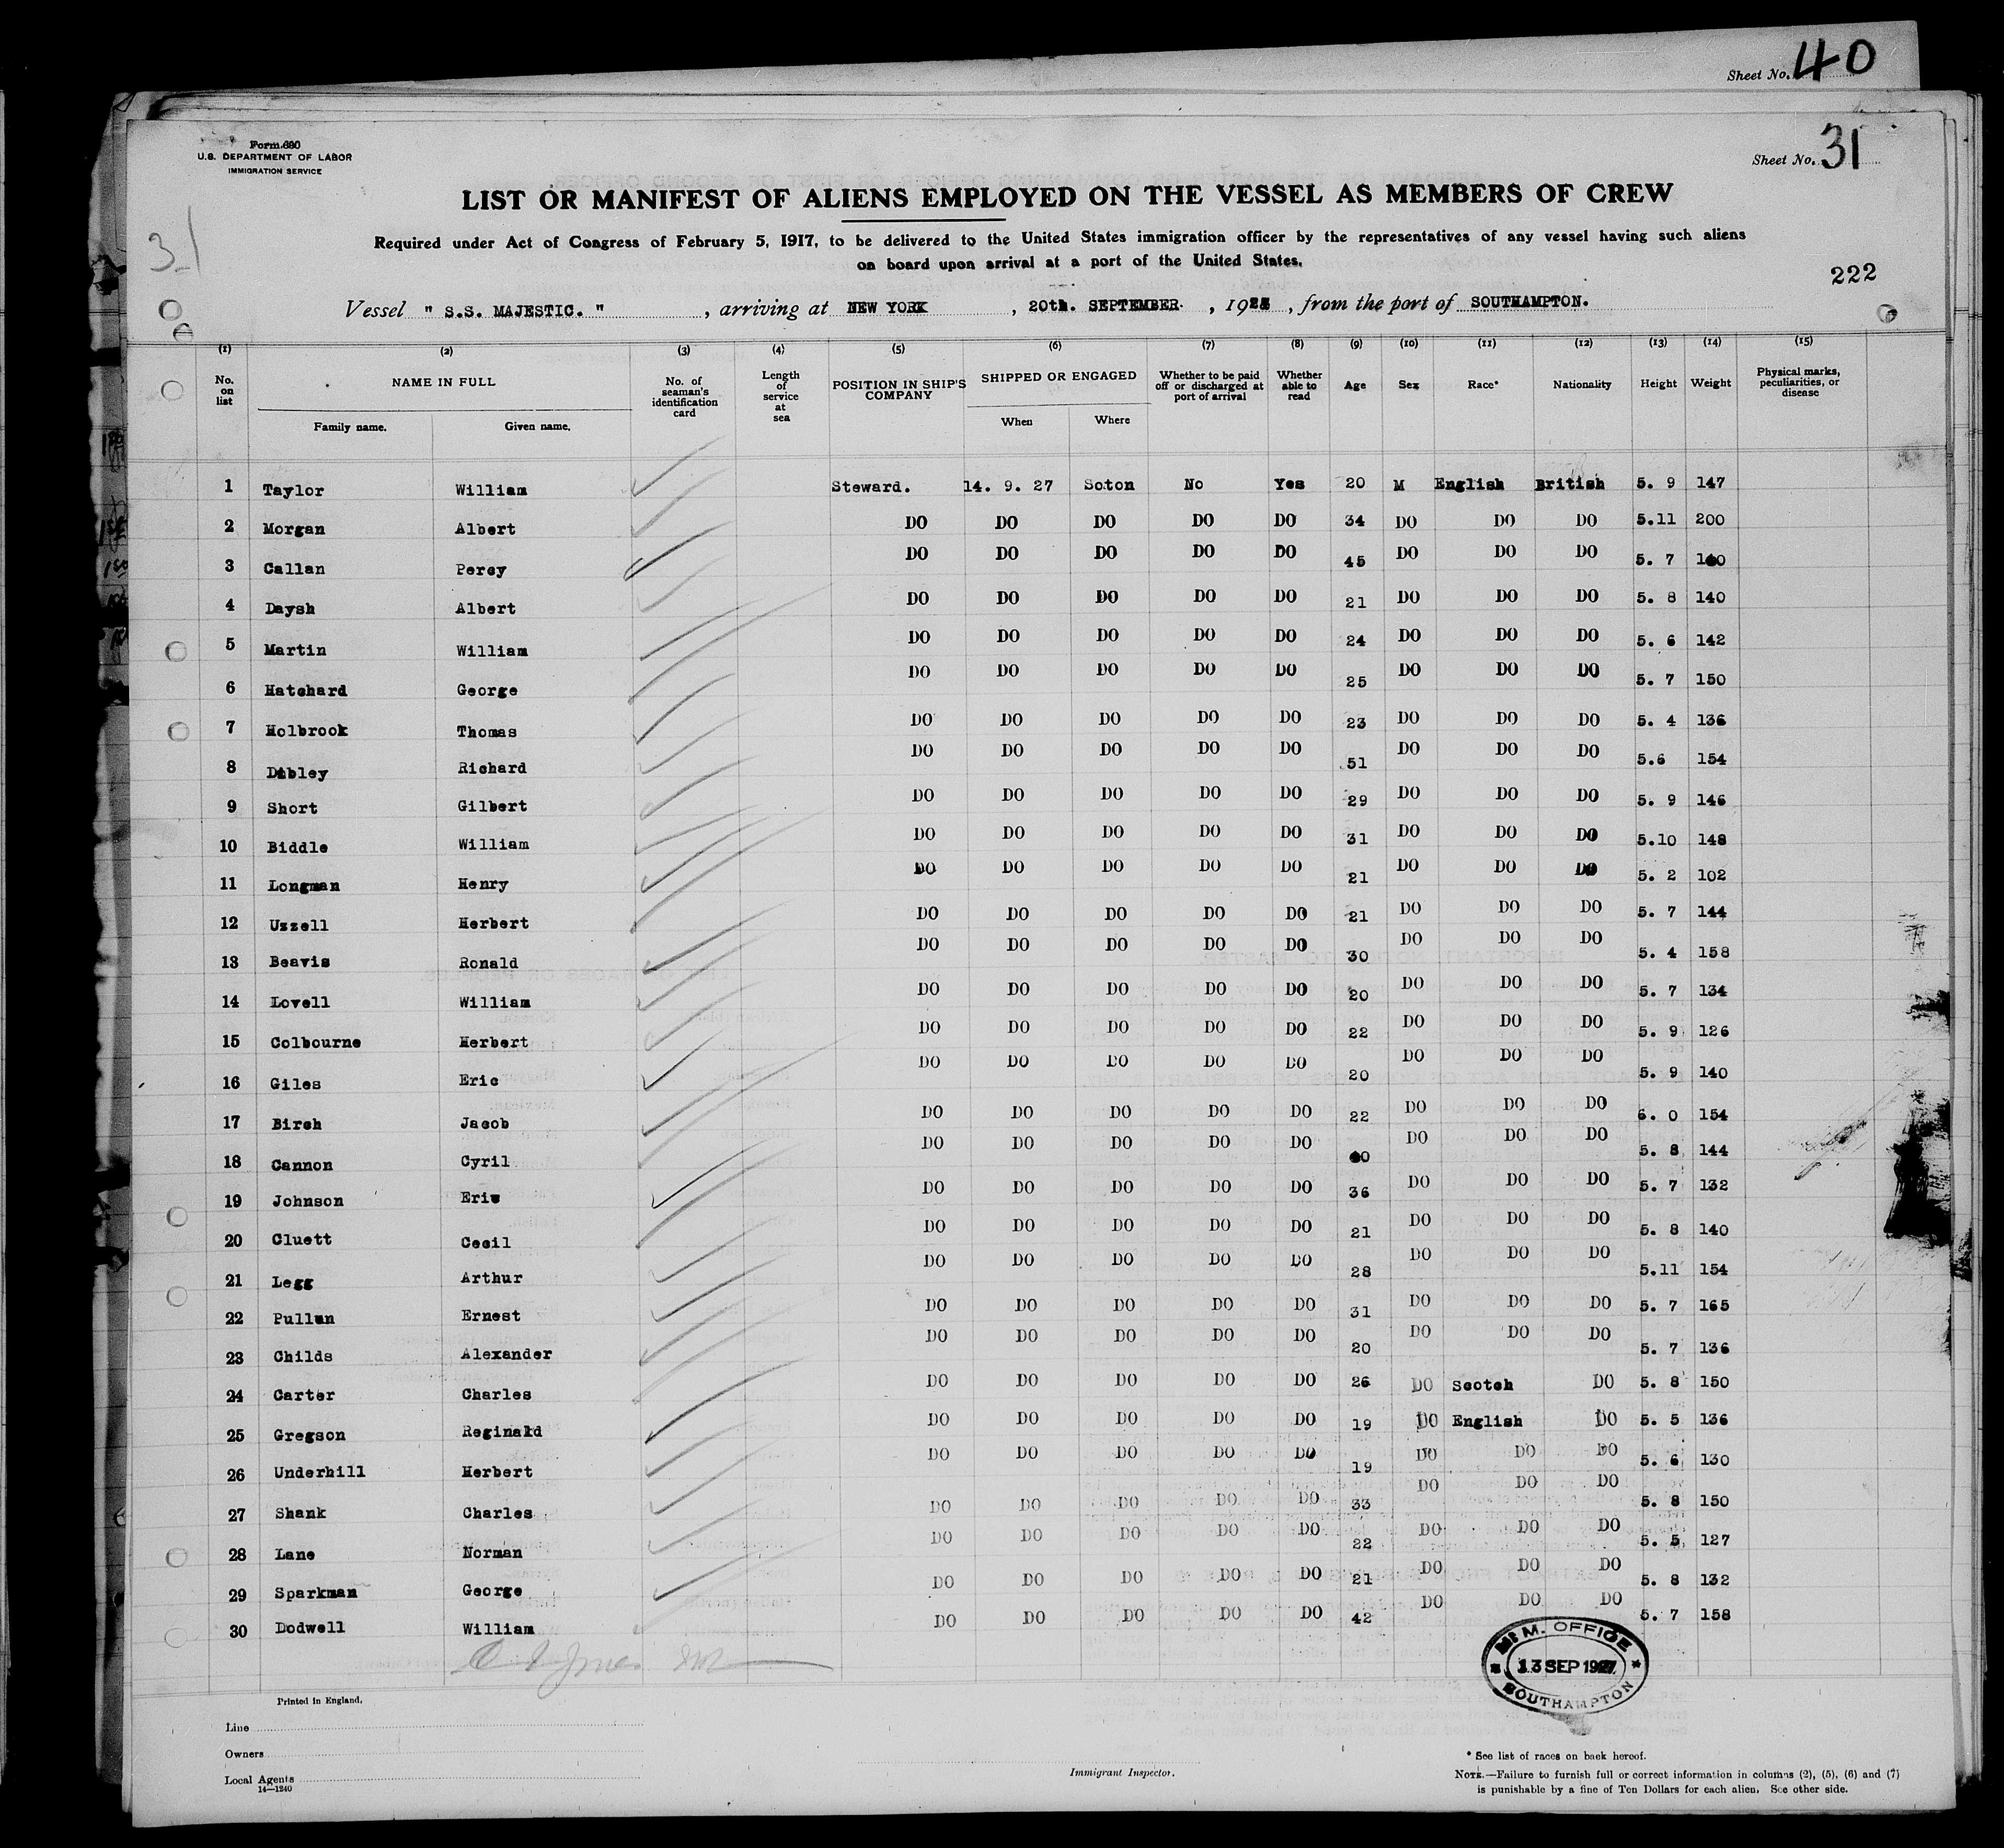 Sheet No. 40
Form 680
U.S. DEPARTMENT OF LABOR
IMMIGRATION SERVICE
Sheet No. 31
31
LIST OR MANIFEST OF ALIENS EMPLOYED ON THE VESSEL AS MEMBERS OF CREW
Required under Act of Congress of February 5, 1917, to be delivered to the United States immigration officer by the representatives of any vessel having such aliens
on board upon arrival at a port of the United States.
222
Vessel " S.S. MAJESTIC. " , arriving at NEW YORK , 20th. SEPTEMBER , 19 , from the port of SOUTHAMPTON.
(1) (2) (3) (4) (5) (6) (7) (8) (9) (10) (11) (12) (13) (14) (15)
No. on list NAME IN FULL Family name. Given name. No. of seaman's identification card Length of service at sea POSITION IN SHIP'S COMPANY SHIPPED OR ENGAGED When Where Whether to be paid off or discharged at port of arrival Whether able to read Age Sex Race* Nationality Height Weight Physical marks, peculiarities, or disease
1 Taylor William Steward. 14. 9. 27 Soton No Yes 20 M English British 5. 9 147
2 Morgan Albert DO DO DO DO DO 34 DO DO DO 5.11 200
3 Callan Percy DO DO DO DO DO 45 DO DO DO 5. 7
4 Daysh Albert DO DO DO DO DO 21 DO DO DO 5. 8 140
5 Martin William DO DO DO DO DO 24 DO DO DO 5. 6 142
6 Hatchard George DO DO DO DO DO 25 DO DO DO 5. 7 150
7 Holbrook Thomas DO DO DO DO DO 23 DO DO DO 5. 4 136
8 Dibley Richard DO DO DO DO DO 51 DO DO DO 5.6 154
9 Short Gilbert DO DO DO DO DO 29 DO DO DO 5. 9 146
10 Biddle William DO DO DO DO DO 31 DO DO DO 5.10 148
11 Longman Henry DO DO DO DO DO 21 DO DO DO 5. 2 102
12 Uzzell Herbert DO DO DO DO DO 21 DO DO DO 5. 7 144
13 Beavis Ronald DO DO DO DO DO 30 DO DO DO 5. 4 158
14 Lovell William DO DO DO DO DO 20 DO DO DO 5. 7 134
15 Colbourne Herbert DO DO DO DO DO 22 DO DO DO 5. 9 126
16 Giles Eric DO DO DO DO DO 20 DO DO DO 5. 9 140
17 Birch Jacob DO DO DO DO DO 22 DO DO DO 6. 0 154
18 Cannon Cyril DO DO DO DO DO DO DO DO 5. 8 144
19 Johnson Eric DO DO DO DO DO 36 DO DO DO 5. 7 132
20 Cluett Cecil DO DO DO DO DO 21 DO DO DO 5. 8 140
21 Legg Arthur DO DO DO DO DO 28 DO DO DO 5.11 154
22 Pullan Ernest DO DO DO DO DO 31 DO DO DO 5. 7 165
23 Childs Alexander DO DO DO DO DO 20 DO DO DO 5. 7 136
24 Carter Charles DO DO DO DO DO 26 DO Scotch DO 5. 8 150
25 Gregson Reginald DO DO DO DO DO 19 DO English DO 5. 5 136
26 Underhill Herbert DO DO DO DO DO 19 DO DO DO 5. 6 130
27 Shank Charles DO DO DO DO DO 33 DO DO DO 5. 8 150
28 Lane Norman DO DO DO DO DO 22 DO DO DO 5. 5 127
29 Sparkman George DO DO DO DO DO 21 DO DO DO 5. 8 132
30 Dodwell William DO DO DO DO DO 42 DO DO DO 5. 7 158
M. M. OFFICE
13 SEP 1927
SOUTHAMPTON
Printed in England.
Line
Owners
Local Agents
14—1240
Immigrant Inspector.
* See list of races on back hereof.
NOTE.—Failure to furnish full or correct information in columns (2), (5), (6) and (7)
is punishable by a fine of Ten Dollars for each alien. See other side.